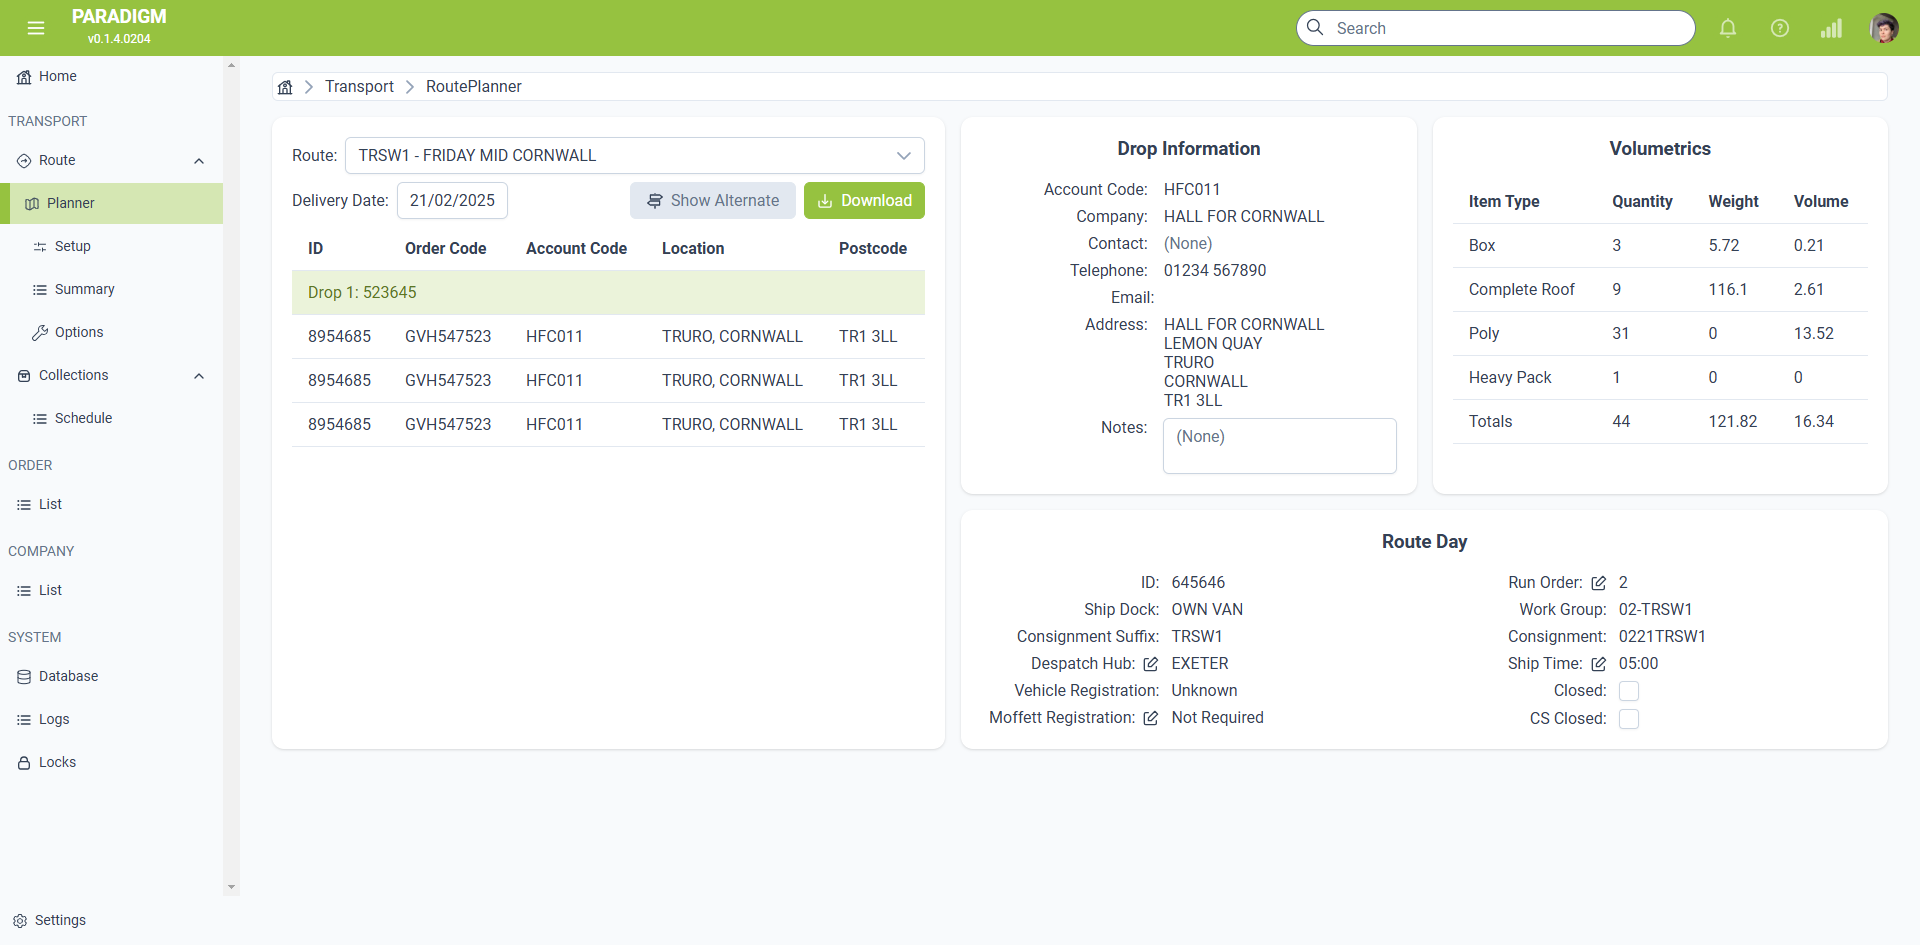 PARADIGM
v0.1.4.0204
Search
Home
TRANSPORT
Route
Planner
Setup
Summary
Options
Collections
Schedule
ORDER
List
COMPANY
List
SYSTEM
Database
Logs
Locks
Settings
Transport RoutePlanner
Route: TRSW1 - FRIDAY MID CORNWALL
Delivery Date: 21/02/2025 Show Alternate Download
ID Order Code Account Code Location Postcode
Drop 1: 523645
8954685 GVH547523 HFC011 TRURO, CORNWALL TR1 3LL
8954685 GVH547523 HFC011 TRURO, CORNWALL TR1 3LL
8954685 GVH547523 HFC011 TRURO, CORNWALL TR1 3LL
Drop Information
Account Code: HFC011
Company: HALL FOR CORNWALL
Contact: (None)
Telephone: 01234 567890
Email:
Address: HALL FOR CORNWALL
LEMON QUAY
TRURO
CORNWALL
TR1 3LL
Notes: (None)
Volumetrics
Item Type Quantity Weight Volume
Box 3 5.72 0.21
Complete Roof 9 116.1 2.61
Poly 31 0 13.52
Heavy Pack 1 0 0
Totals 44 121.82 16.34
Route Day
ID: 645646
Ship Dock: OWN VAN
Consignment Suffix: TRSW1
Despatch Hub: EXETER
Vehicle Registration: Unknown
Moffett Registration: Not Required
Run Order: 2
Work Group: 02-TRSW1
Consignment: 0221TRSW1
Ship Time: 05:00
Closed:
CS Closed: